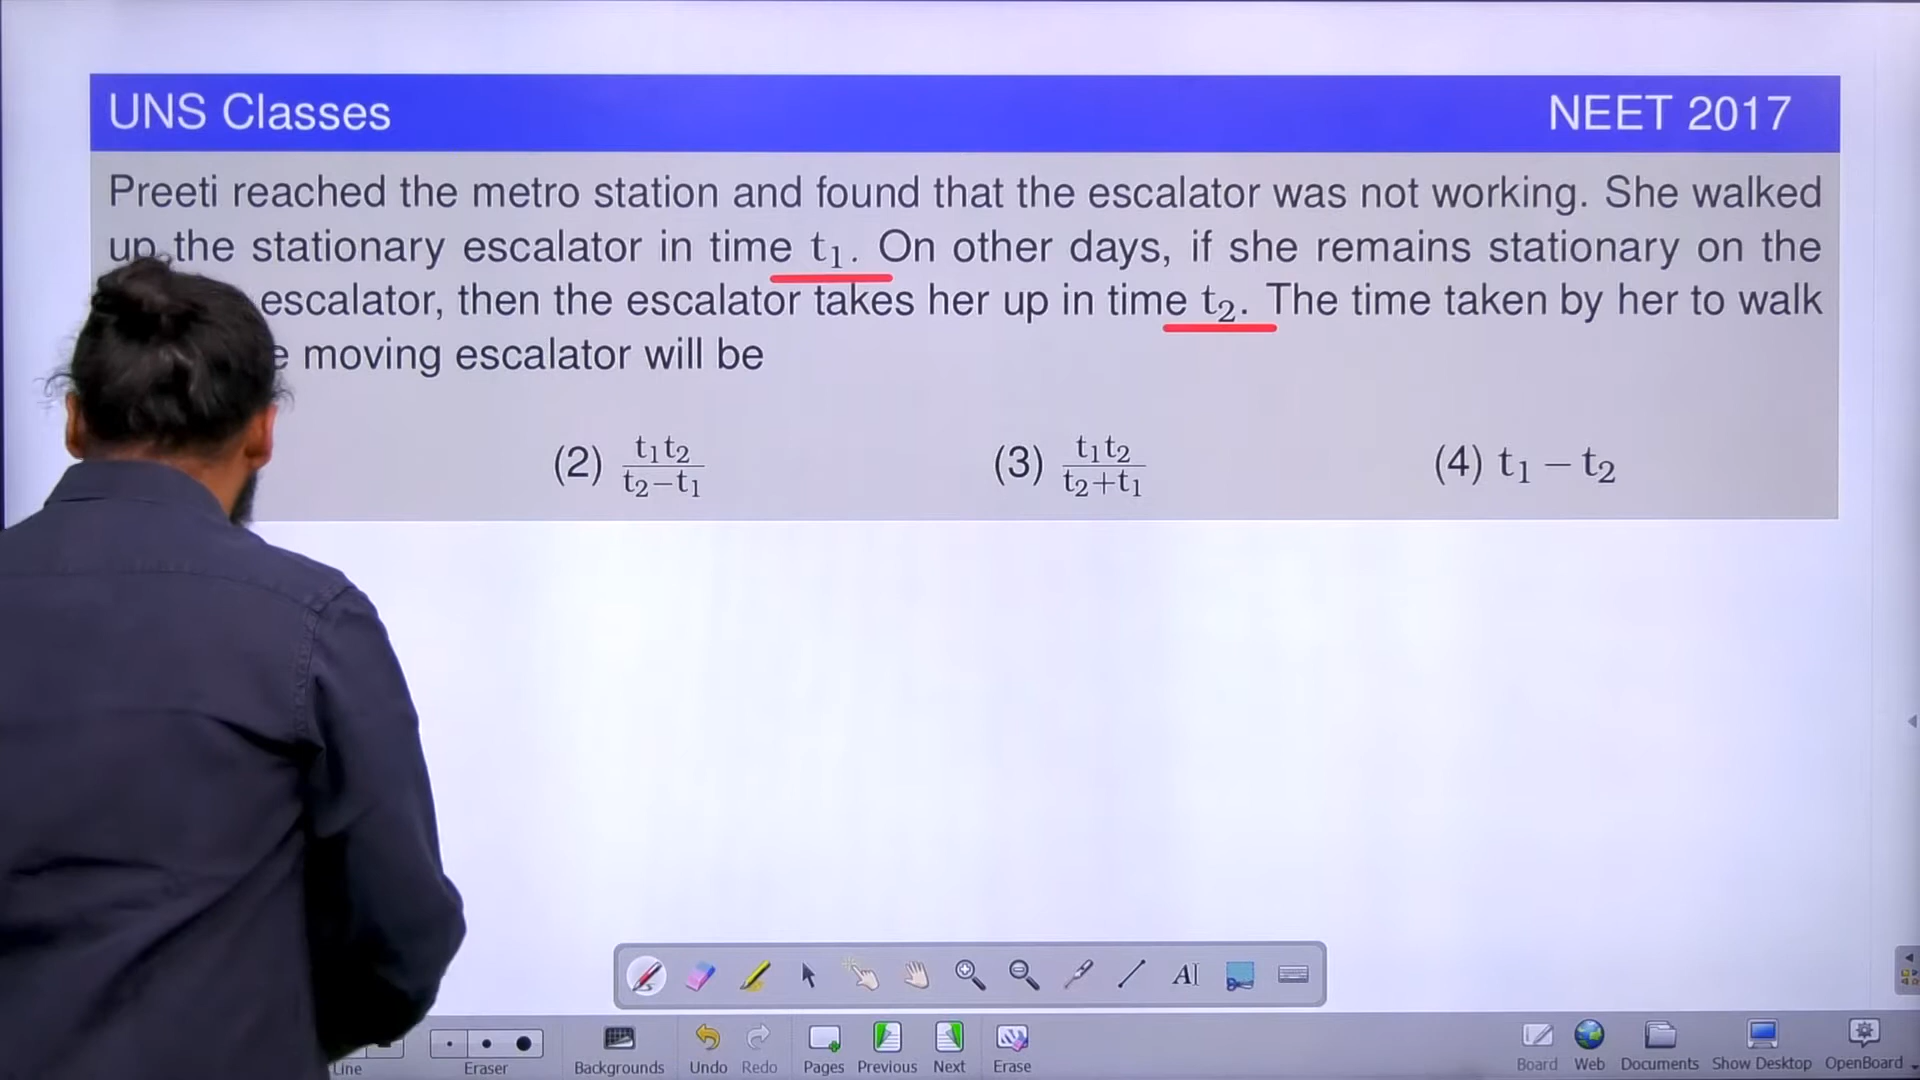 UNS Classes NEET 2017
Preeti reached the metro station and found that the escalator was not working. She walked
up the stationary escalator in time t₁. On other days, if she remains stationary on the
escalator, then the escalator takes her up in time t₂. The time taken by her to walk
moving escalator will be
(2) t₁t₂/(t₂−t₁) (3) t₁t₂/(t₂+t₁) (4) t₁ − t₂
AI
Line Eraser Backgrounds Undo Redo Pages Previous Next Erase Board Web Documents Show Desktop OpenBoard